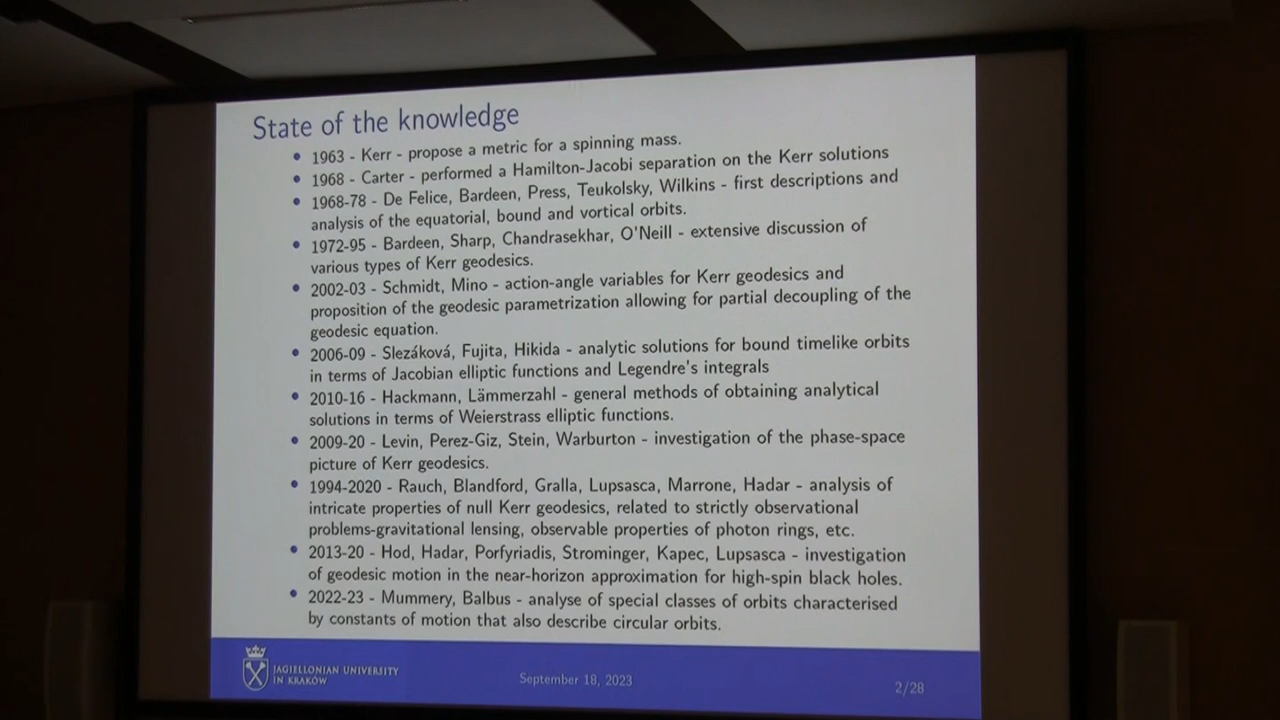 State of the knowledge
1963 - Kerr - propose a metric for a spinning mass.
1968 - Carter - performed a Hamilton-Jacobi separation on the Kerr solutions
1968-78 - De Felice, Bardeen, Press, Teukolsky, Wilkins - first descriptions and
analysis of the equatorial, bound and vortical orbits.
1972-95 - Bardeen, Sharp, Chandrasekhar, O'Neill - extensive discussion of
various types of Kerr geodesics.
2002-03 - Schmidt, Mino - action-angle variables for Kerr geodesics and
proposition of the geodesic parametrization allowing for partial decoupling of the
geodesic equation.
2006-09 - Slezáková, Fujita, Hikida - analytic solutions for bound timelike orbits
in terms of Jacobian elliptic functions and Legendre's integrals
2010-16 - Hackmann, Lämmerzahl - general methods of obtaining analytical
solutions in terms of Weierstrass elliptic functions.
2009-20 - Levin, Perez-Giz, Stein, Warburton - investigation of the phase-space
picture of Kerr geodesics.
1994-2020 - Rauch, Blandford, Gralla, Lupsasca, Marrone, Hadar - analysis of
intricate properties of null Kerr geodesics, related to strictly observational
problems-gravitational lensing, observable properties of photon rings, etc.
2013-20 - Hod, Hadar, Porfyriadis, Strominger, Kapec, Lupsasca - investigation
of geodesic motion in the near-horizon approximation for high-spin black holes.
2022-23 - Mummery, Balbus - analyse of special classes of orbits characterised
by constants of motion that also describe circular orbits.
JAGIELLONIAN UNIVERSITY
IN KRAKÓW
September 18, 2023
2/28